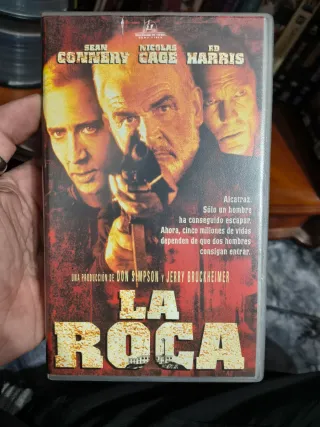 SEAN NICOLAS ED
CONNERY CAGE HARRIS
Alcatraz.
Sólo un hombre
ha conseguido escapar.
Ahora, cinco millones de vidas
dependen de que dos hombres
consigan entrar.
UNA PRODUCCIÓN DE DON SIMPSON Y JERRY BRUCKHEIMER
LA
ROCA